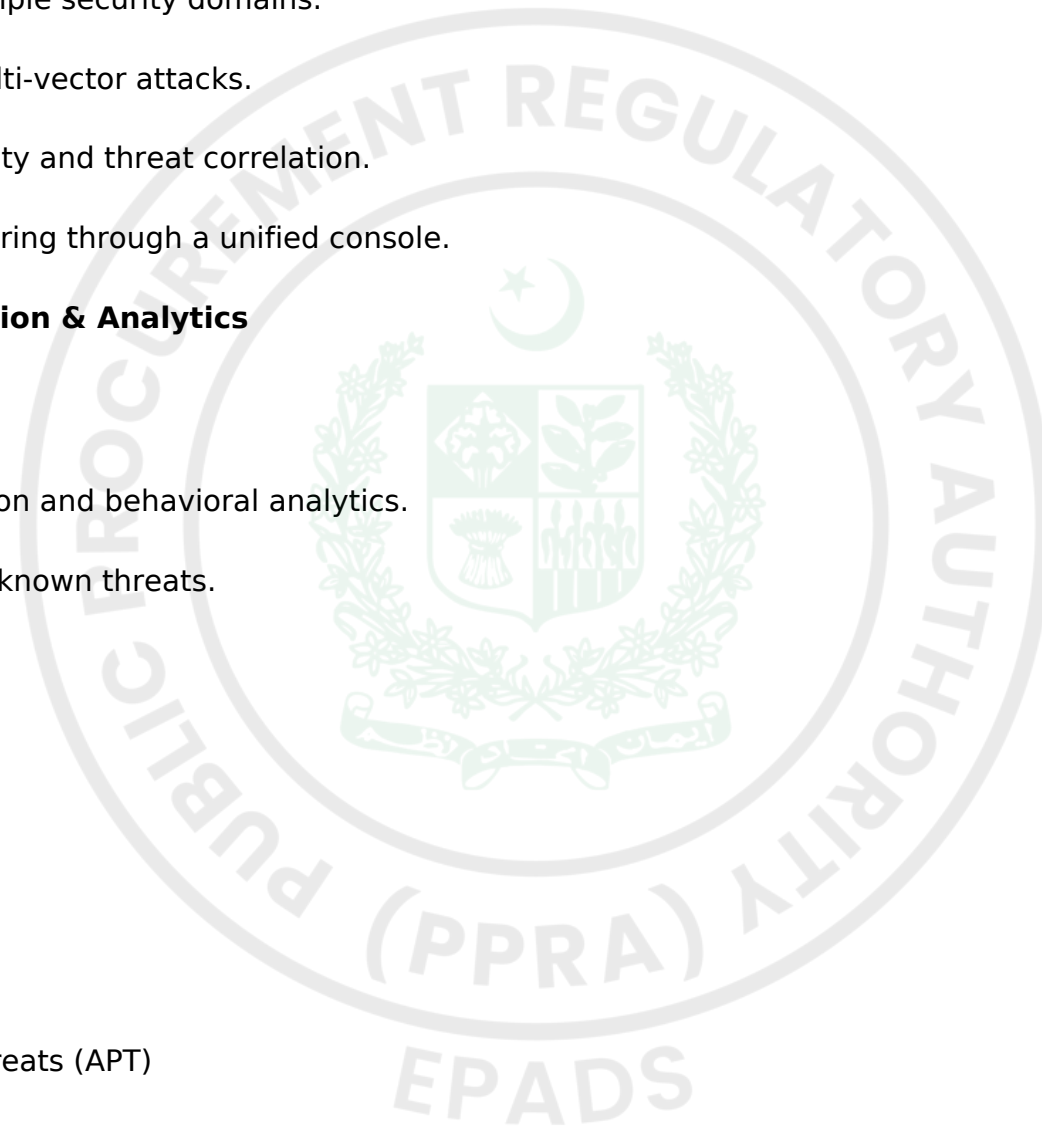 security domains.
lti-vector attacks.
ty and threat correlation.
ring through a unified console.
ion & Analytics
on and behavioral analytics.
known threats.
reats (APT)
PUBLIC PROCUREMENT REGULATORY AUTHORITY
(PPRA)
EPADS